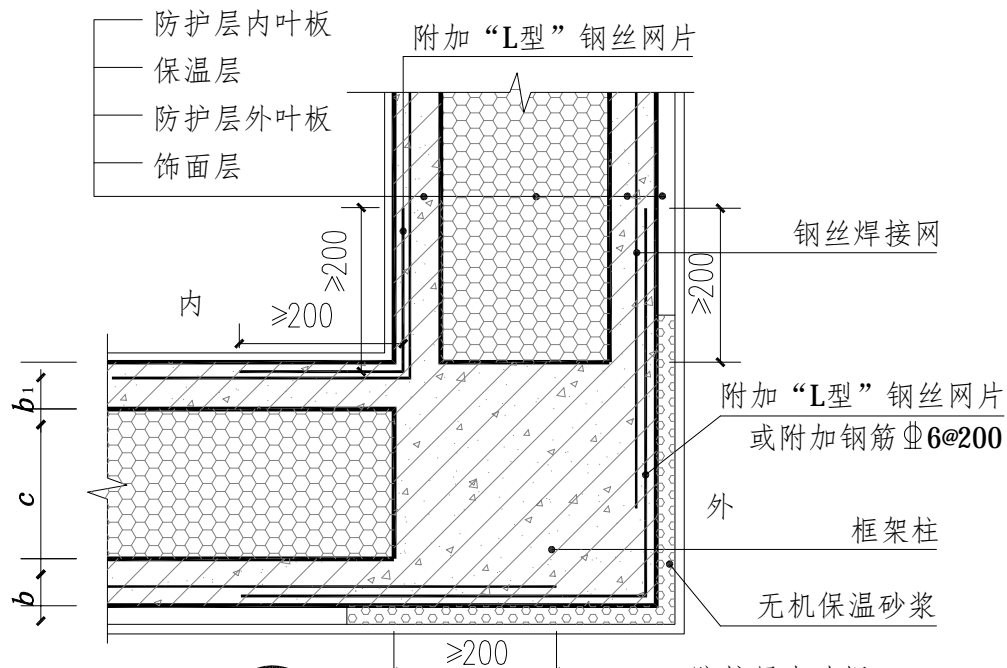 防护层内叶板
保温层
防护层外叶板
饰面层
附加“L型”钢丝网片
≥200
≥200
内
钢丝焊接网
≥200
附加“L型”钢丝网片
或附加钢筋Φ6@200
外
框架柱
无机保温砂浆
b1
c
b
≥200